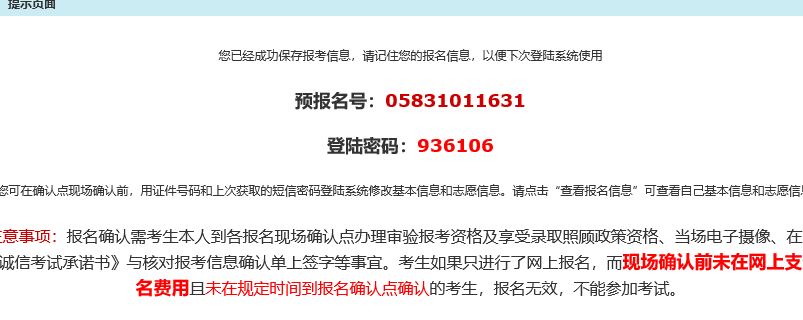 提示页面
您已经成功保存报考信息，请记住您的报名信息，以便下次登陆系统使用
预报名号：05831011631
登陆密码：936106
您可在确认点现场确认前，用证件号码和上次获取的短信密码登陆系统修改基本信息和志愿信息。请点击“查看报名信息”可查看自己基本信息和志愿信息
注意事项：报名确认需考生本人到各报名现场确认点办理审验报考资格及享受录取照顾政策资格、当场电子摄像、在
诚信考试承诺书》与核对报考信息确认单上签字等事宜。考生如果只进行了网上报名，而现场确认前未在网上支
名费用且未在规定时间到报名确认点确认的考生，报名无效，不能参加考试。